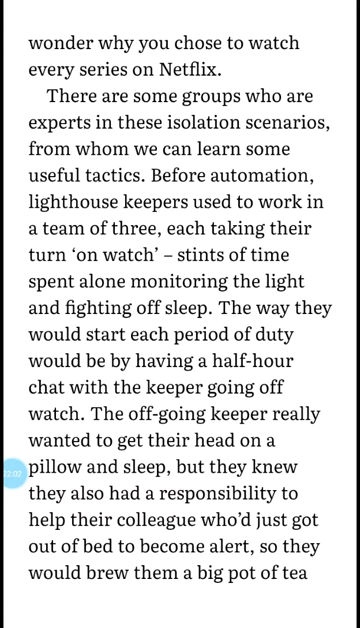 wonder why you chose to watch
every series on Netflix.
There are some groups who are
experts in these isolation scenarios,
from whom we can learn some
useful tactics. Before automation,
lighthouse keepers used to work in
a team of three, each taking their
turn ‘on watch’ – stints of time
spent alone monitoring the light
and fighting off sleep. The way they
would start each period of duty
would be by having a half-hour
chat with the keeper going off
watch. The off-going keeper really
wanted to get their head on a
22:02
pillow and sleep, but they knew
they also had a responsibility to
help their colleague who’d just got
out of bed to become alert, so they
would brew them a big pot of tea